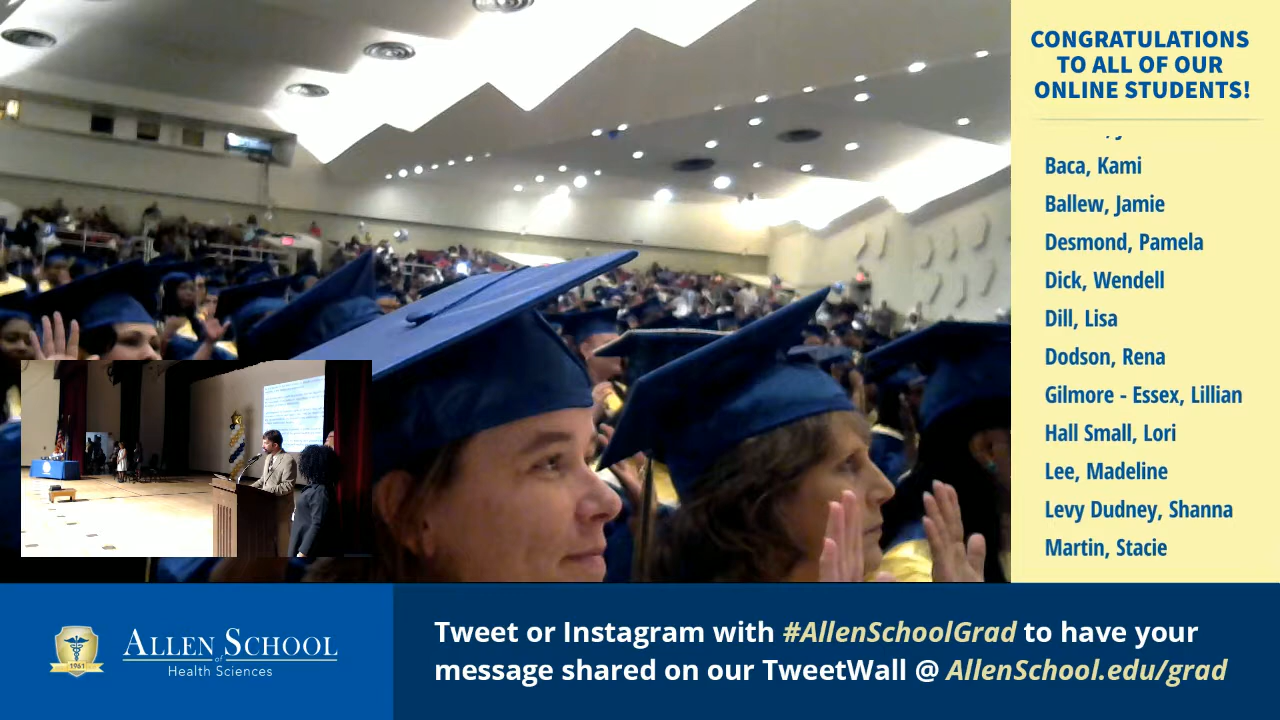 CONGRATULATIONS
TO ALL OF OUR
ONLINE STUDENTS!
Baca, Kami
Ballew, Jamie
Desmond, Pamela
Dick, Wendell
Dill, Lisa
Dodson, Rena
Gilmore - Essex, Lillian
Hall Small, Lori
Lee, Madeline
Levy Dudney, Shanna
Martin, Stacie
1961
ALLEN SCHOOL
of
Health Sciences
Tweet or Instagram with #AllenSchoolGrad to have your
message shared on our TweetWall @ AllenSchool.edu/grad